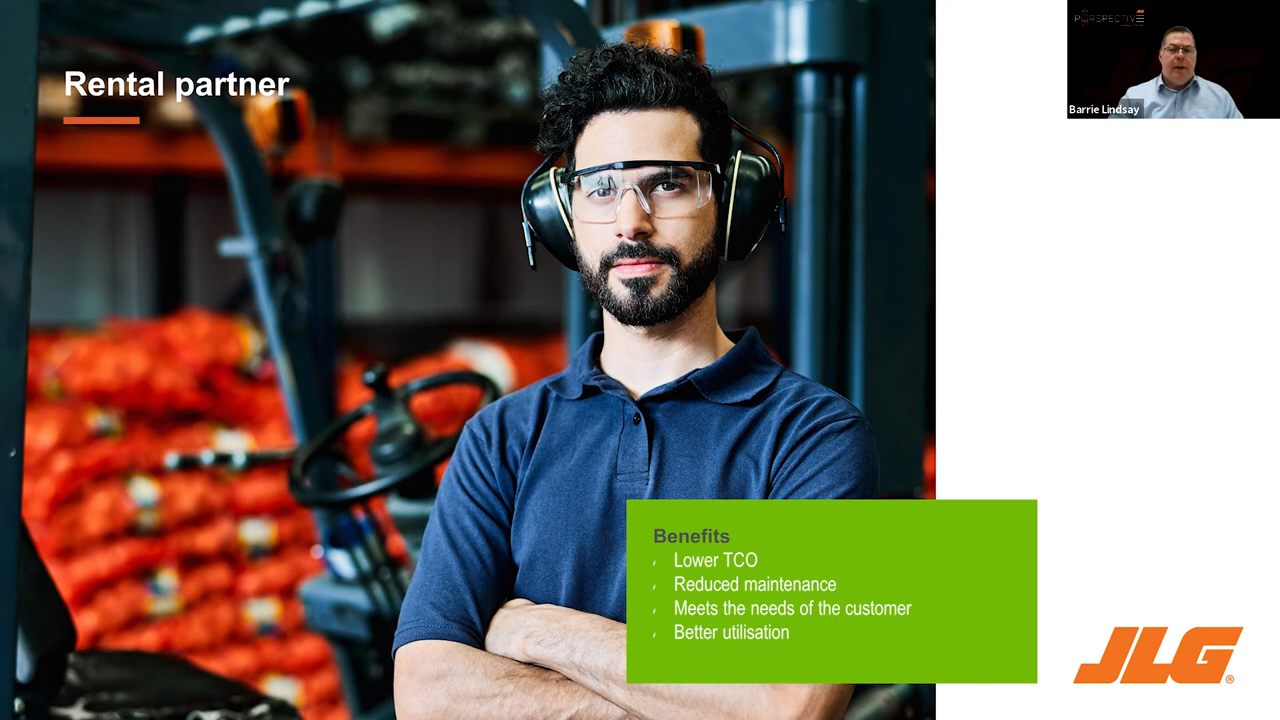 Rental partner
PERSPECTIVE
Barrie Lindsay
Benefits
Lower TCO
Reduced maintenance
Meets the needs of the customer
Better utilisation
JLG®